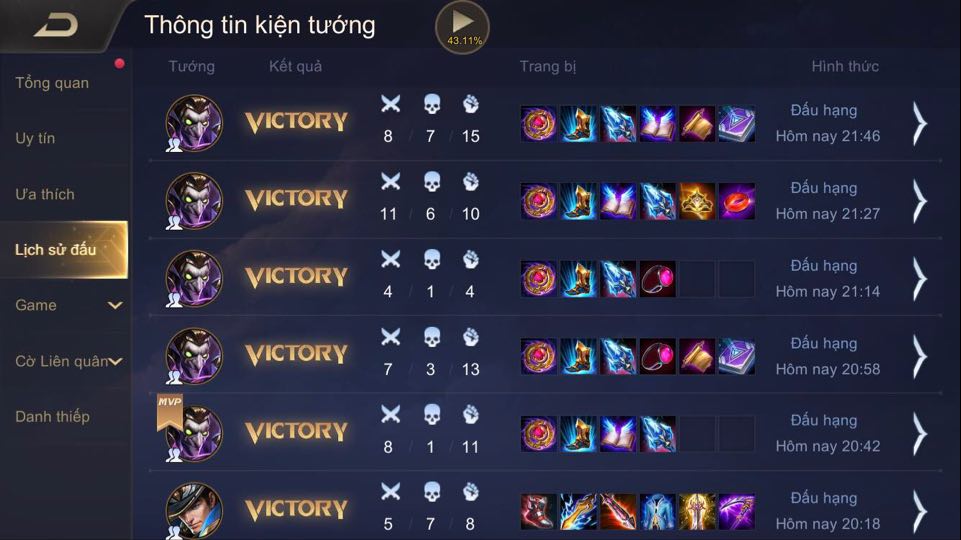 Thông tin kiện tướng
43.11%
Tổng quan
Uy tín
Ưa thích
Lịch sử đấu
Game
Cờ Liên quân
Danh thiếp
Tướng Kết quả Trang bị Hình thức
VICTORY 8 / 7 / 15 Đấu hạng
Hôm nay 21:46
VICTORY 11 / 6 / 10 Đấu hạng
Hôm nay 21:27
VICTORY 4 / 1 / 4 Đấu hạng
Hôm nay 21:14
VICTORY 7 / 3 / 13 Đấu hạng
Hôm nay 20:58
MVP
VICTORY 8 / 1 / 11 Đấu hạng
Hôm nay 20:42
VICTORY 5 / 7 / 8 Đấu hạng
Hôm nay 20:18